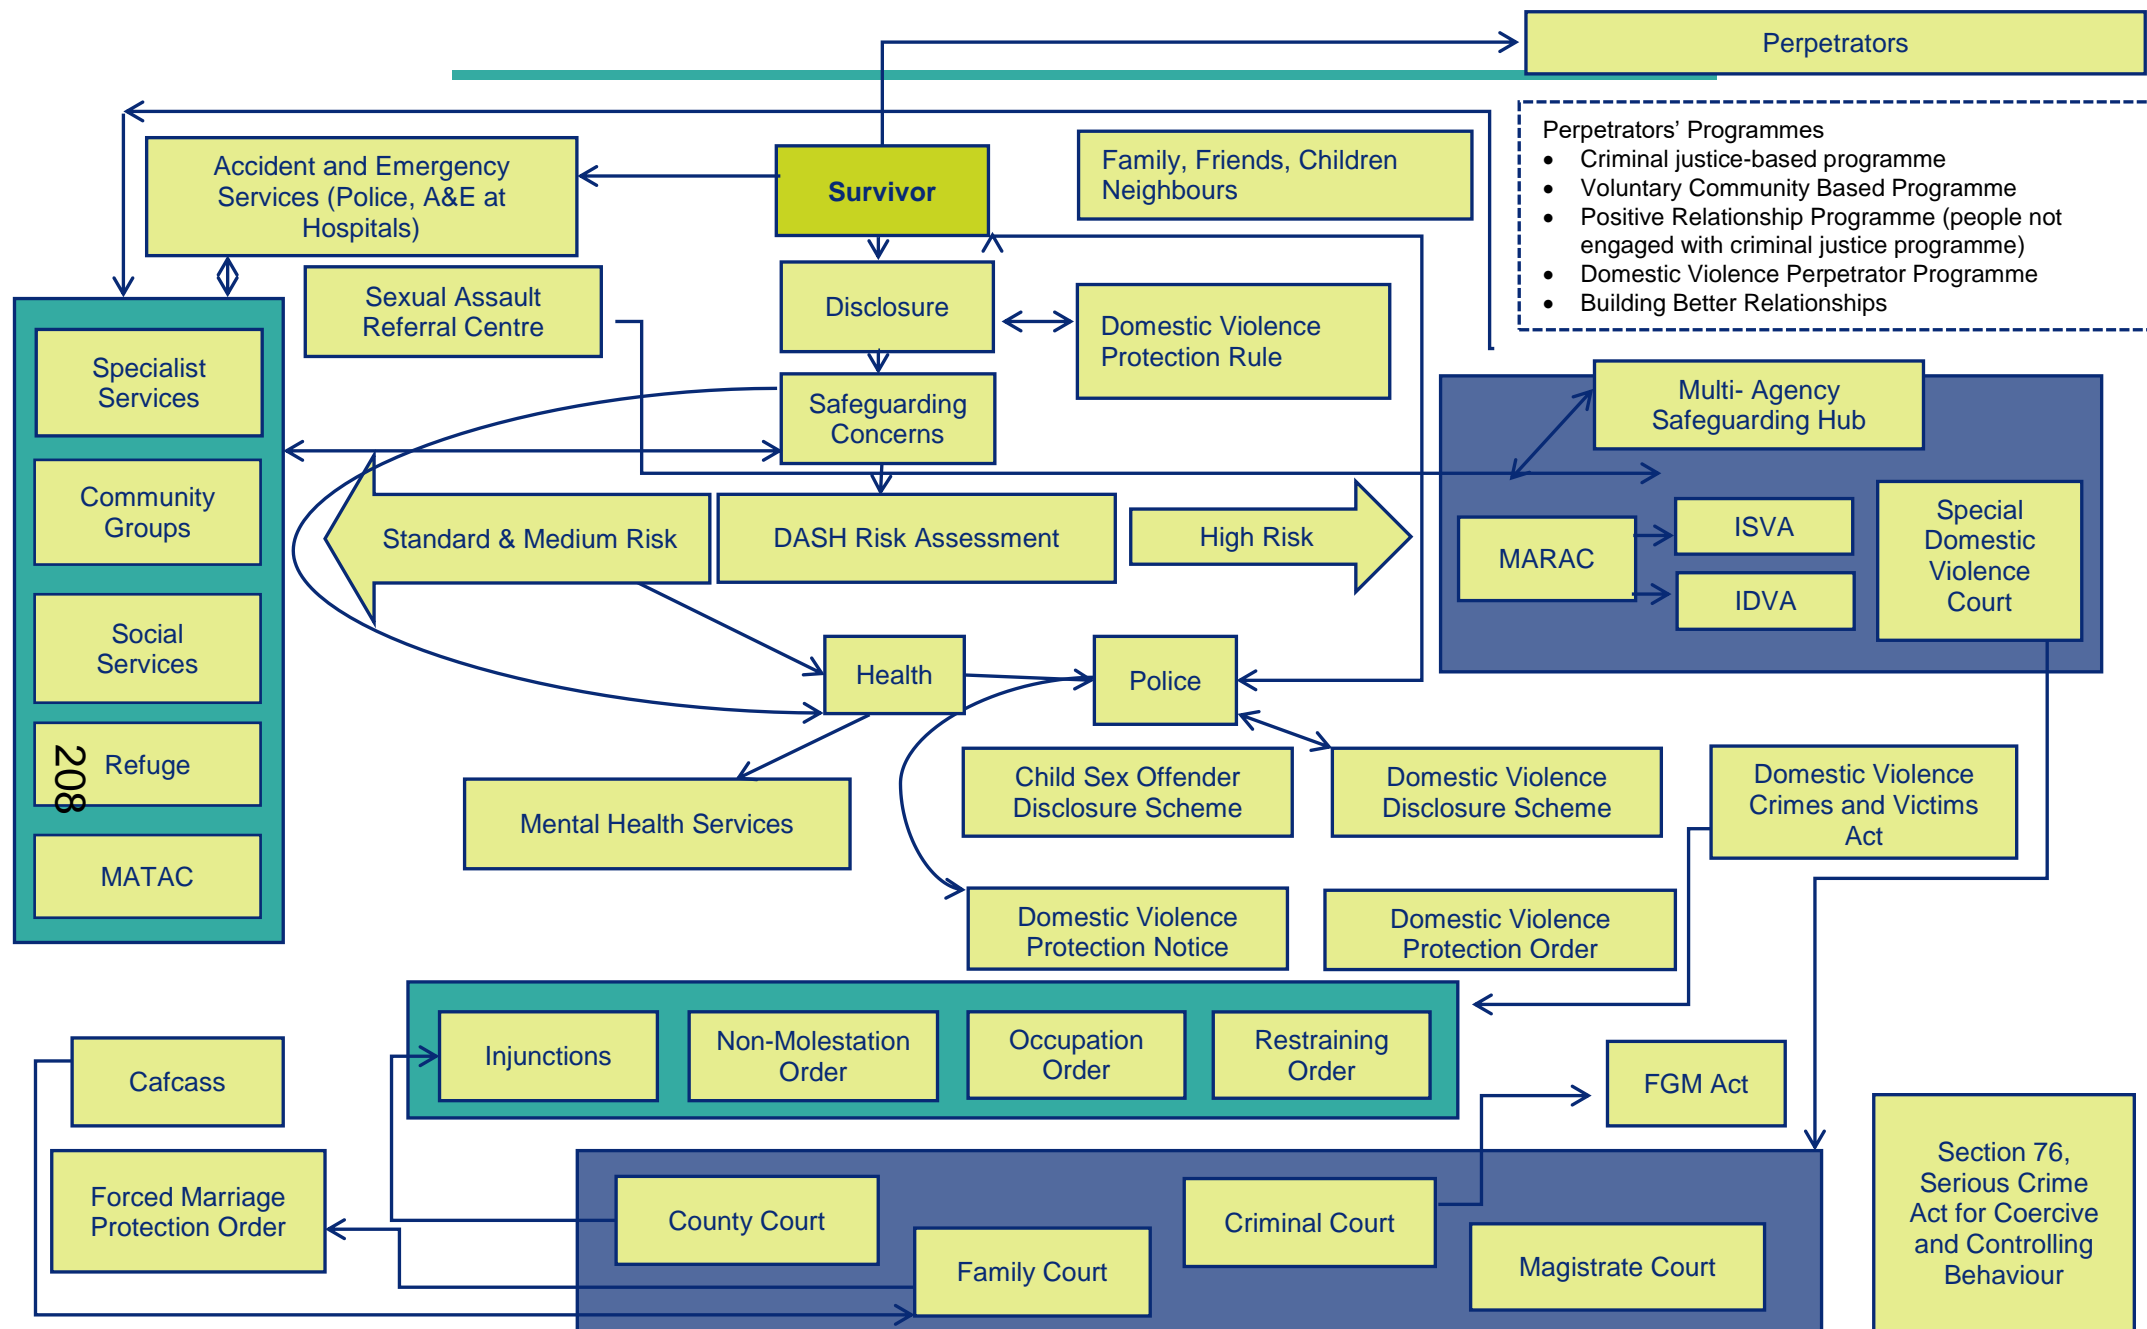 Perpetrators
Perpetrators’ Programmes
• Criminal justice-based programme
• Voluntary Community Based Programme
• Positive Relationship Programme (people not
engaged with criminal justice programme)
• Domestic Violence Perpetrator Programme
• Building Better Relationships
Accident and Emergency
Services (Police, A&E at
Hospitals)
Survivor
Family, Friends, Children
Neighbours
Sexual Assault
Referral Centre
Disclosure
Domestic Violence
Protection Rule
Specialist
Services
Safeguarding
Concerns
Multi- Agency
Safeguarding Hub
Community
Groups
Standard & Medium Risk
DASH Risk Assessment
High Risk
MARAC
ISVA
IDVA
Special
Domestic
Violence
Court
Social
Services
Health
Police
Refuge
208
MATAC
Mental Health Services
Child Sex Offender
Disclosure Scheme
Domestic Violence
Disclosure Scheme
Domestic Violence
Crimes and Victims
Act
Domestic Violence
Protection Notice
Domestic Violence
Protection Order
Injunctions
Non-Molestation
Order
Occupation
Order
Restraining
Order
Cafcass
FGM Act
Forced Marriage
Protection Order
County Court
Family Court
Criminal Court
Magistrate Court
Section 76,
Serious Crime
Act for Coercive
and Controlling
Behaviour